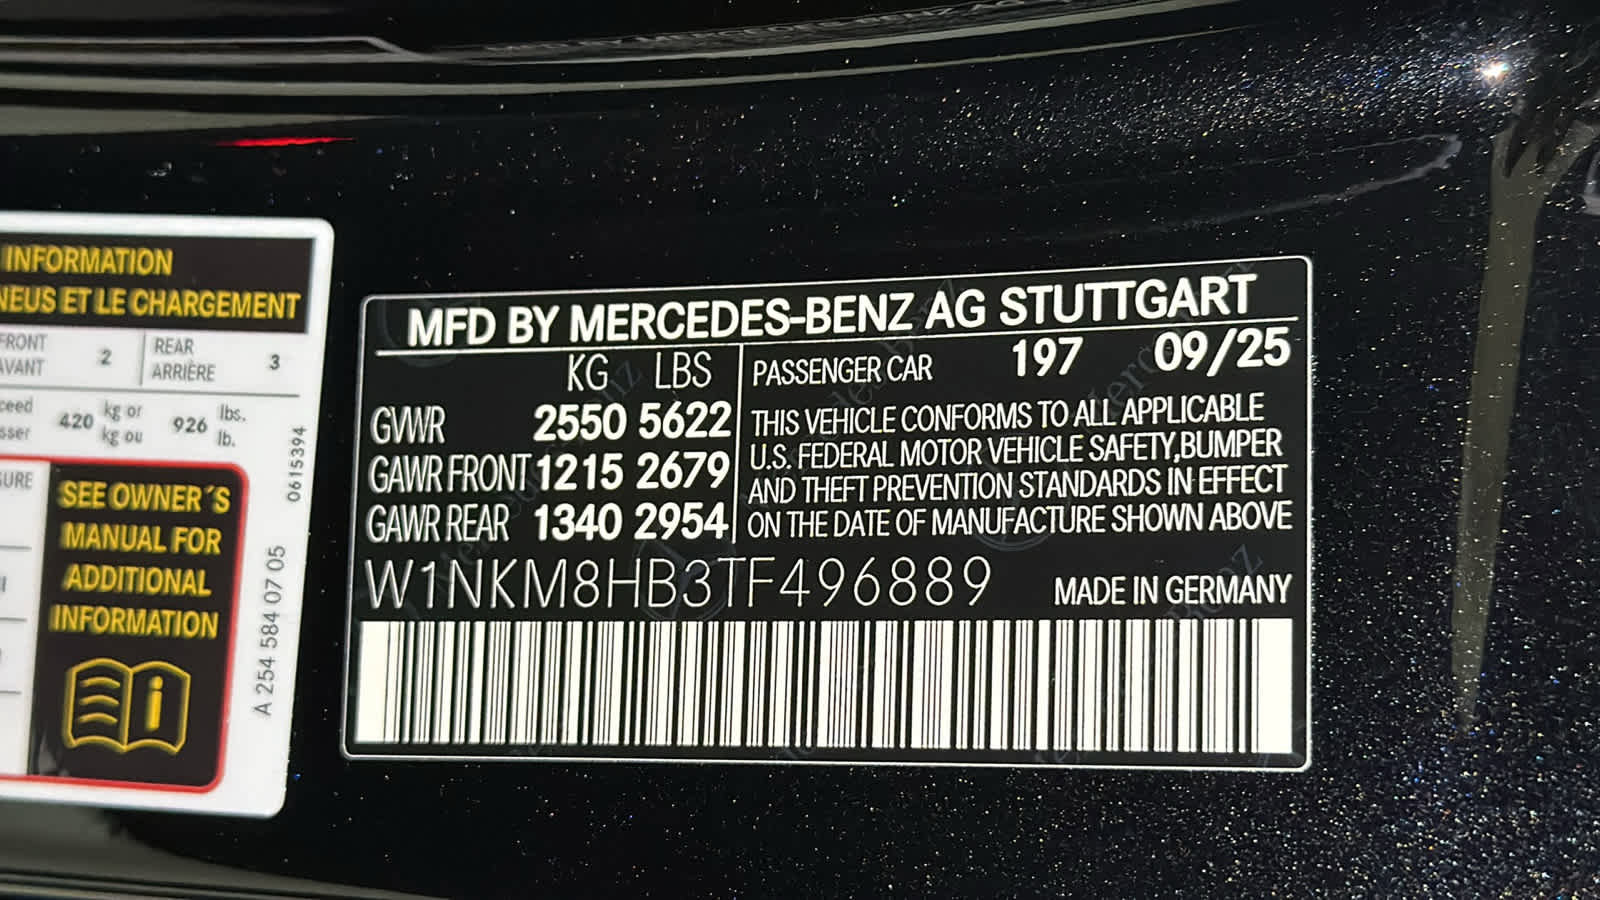 INFORMATION
NEUS ET LE CHARGEMENT
FRONT
AVANT
2
REAR
ARRIÈRE
3
420
kg or
kg ou
926
lbs.
lb.
0615394
SEE OWNER´S
MANUAL FOR
ADDITIONAL
INFORMATION
i
A 254 584 07 05
MFD BY MERCEDES-BENZ AG STUTTGART
KG LBS
GVWR 2550 5622
GAWR FRONT 1215 2679
GAWR REAR 1340 2954
PASSENGER CAR 197 09/25
THIS VEHICLE CONFORMS TO ALL APPLICABLE
U.S. FEDERAL MOTOR VEHICLE SAFETY,BUMPER
AND THEFT PREVENTION STANDARDS IN EFFECT
ON THE DATE OF MANUFACTURE SHOWN ABOVE
W1NKM8HB3TF496889
MADE IN GERMANY